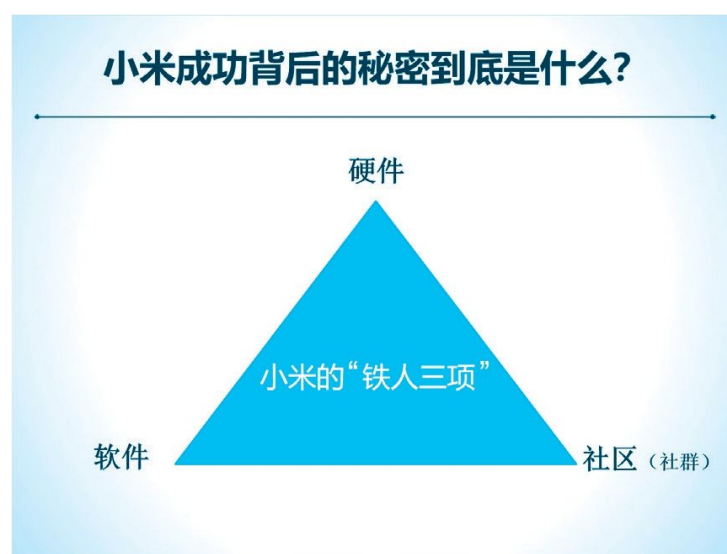 小米成功背后的秘密到底是什么?
硬件
小米的“铁人三项”
软件
社区（社群）